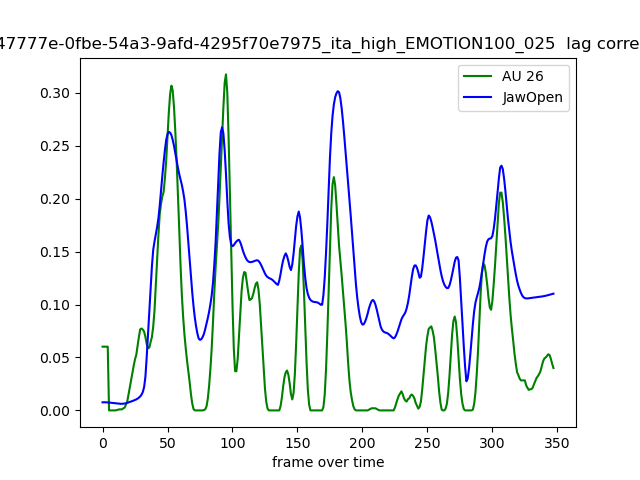 47777e-0fbe-54a3-9afd-4295f70e7975_ita_high_EMOTION100_025 lag corre
AU 26
JawOpen
0.30
0.25
0.20
0.15
0.10
0.05
0.00
0 50 100 150 200 250 300 350
frame over time